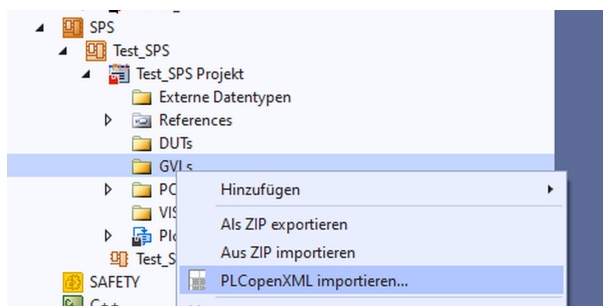 SPS
Test_SPS
Test_SPS Projekt
Externe Datentypen
References
DUTs
GVLs
Hinzufügen
Als ZIP exportieren
Aus ZIP importieren
PLCopenXML importieren...
SAFETY